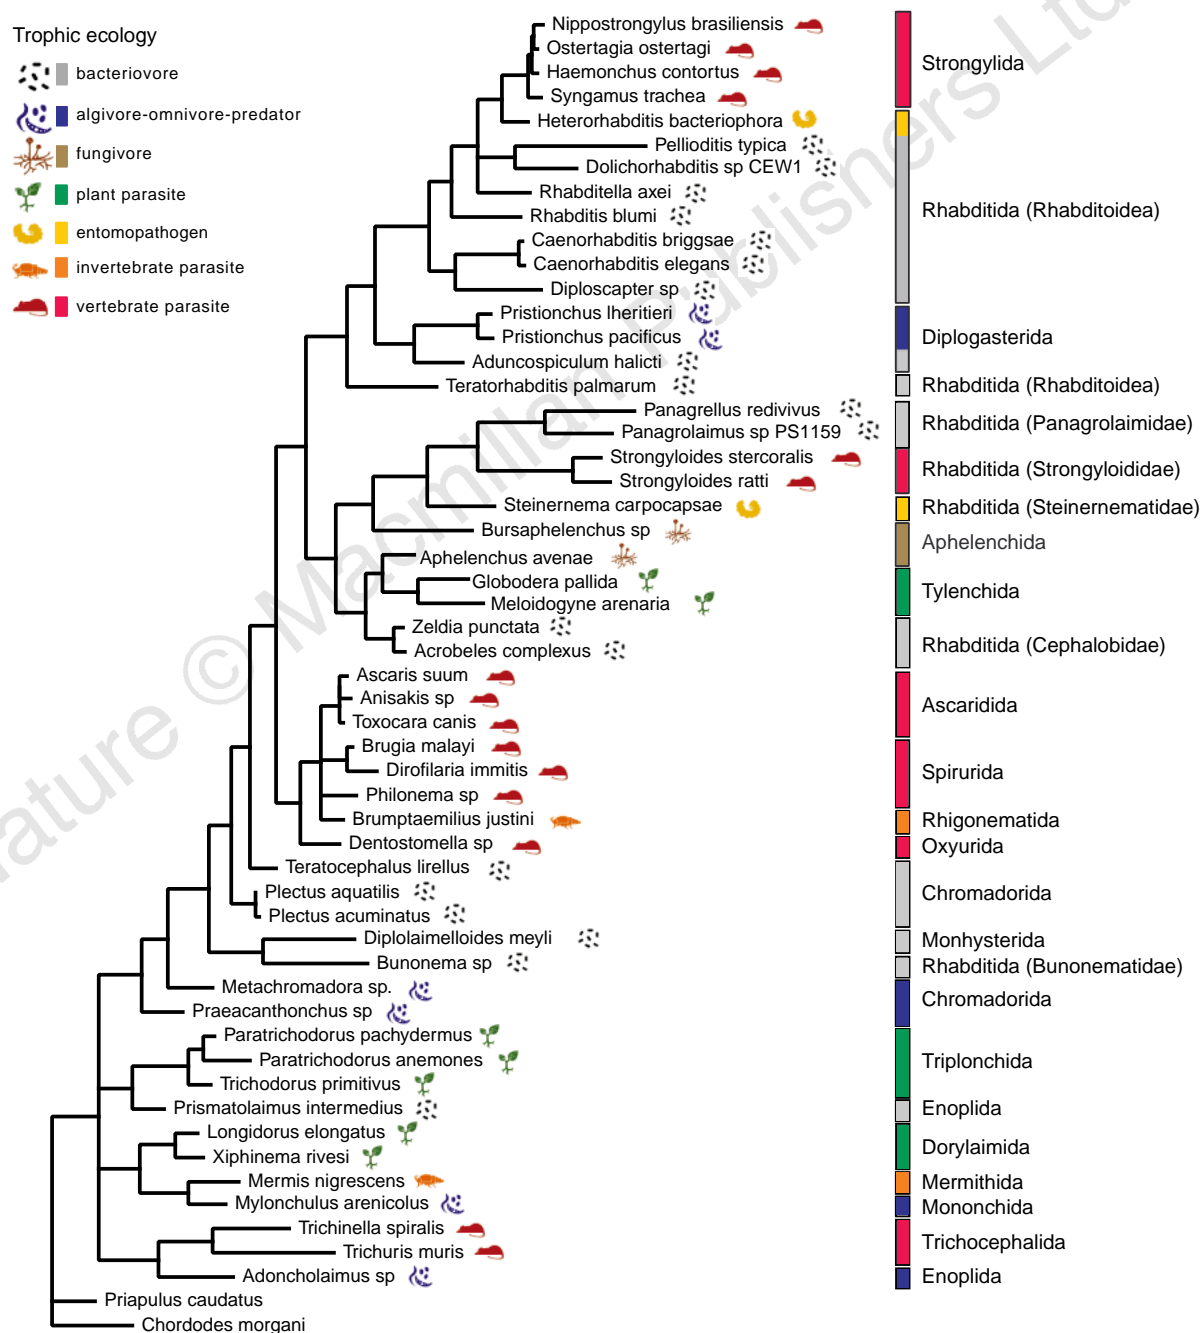 Trophic ecology
bacteriovore
algivore-omnivore-predator
fungivore
plant parasite
entomopathogen
invertebrate parasite
vertebrate parasite
Nippostrongylus brasiliensis
Ostertagia ostertagi
Haemonchus contortus
Syngamus trachea
Heterorhabditis bacteriophora
Pellioditis typica
Dolichorhabditis sp CEW1
Rhabditella axei
Rhabditis blumi
Caenorhabditis briggsae
Caenorhabditis elegans
Diploscapter sp
Pristionchus lheritieri
Pristionchus pacificus
Aduncospiculum halicti
Teratorhabditis palmarum
Panagrellus redivivus
Panagrolaimus sp PS1159
Strongyloides stercoralis
Strongyloides ratti
Steinernema carpocapsae
Bursaphelenchus sp
Aphelenchus avenae
Globodera pallida
Meloidogyne arenaria
Zeldia punctata
Acrobeles complexus
Ascaris suum
Anisakis sp
Toxocara canis
Brugia malayi
Dirofilaria immitis
Philonema sp
Brumptaemilius justini
Dentostomella sp
Teratocephalus lirellus
Plectus aquatilis
Plectus acuminatus
Diplolaimelloides meyli
Bunonema sp
Metachromadora sp.
Praeacanthonchus sp
Paratrichodorus pachydermus
Paratrichodorus anemones
Trichodorus primitivus
Prismatolaimus intermedius
Longidorus elongatus
Xiphinema rivesi
Mermis nigrescens
Mylonchulus arenicolus
Trichinella spiralis
Trichuris muris
Adoncholaimus sp
Priapulus caudatus
Chordodes morgani
Strongylida
Rhabditida (Rhabditoidea)
Diplogasterida
Rhabditida (Rhabditoidea)
Rhabditida (Panagrolaimidae)
Rhabditida (Strongyloididae)
Rhabditida (Steinernematidae)
Aphelenchida
Tylenchida
Rhabditida (Cephalobidae)
Ascaridida
Spirurida
Rhigonematida
Oxyurida
Chromadorida
Monhysterida
Rhabditida (Bunonematidae)
Chromadorida
Triplonchida
Enoplida
Dorylaimida
Mermithida
Mononchida
Trichocephalida
Enoplida
ature © Macmillan Publishers Ltd